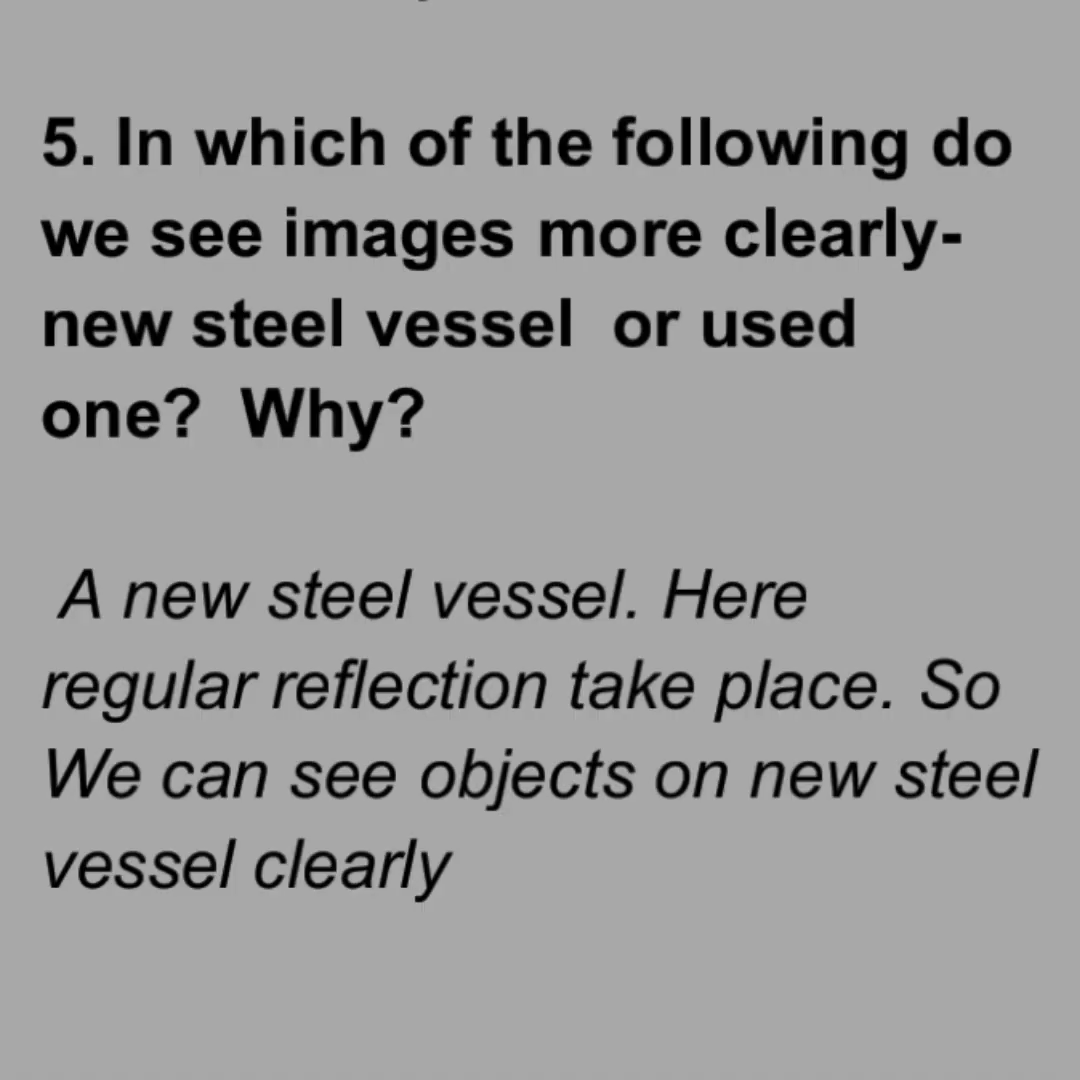 5. In which of the following do
we see images more clearly-
new steel vessel  or used
one?  Why?
A new steel vessel. Here
regular reflection take place. So
We can see objects on new steel
vessel clearly